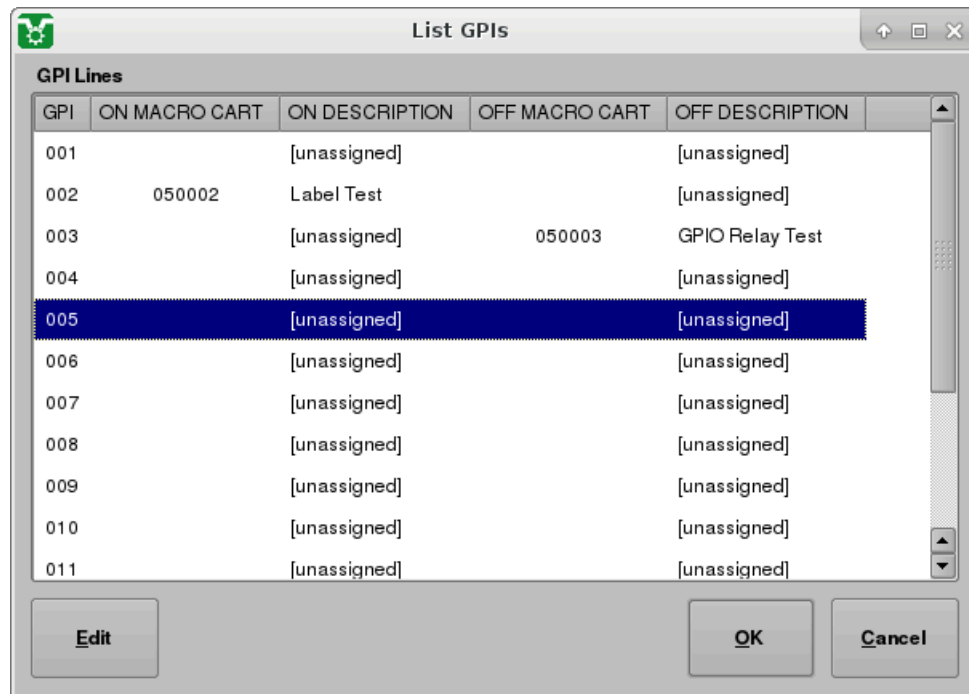 List GPIs
GPI Lines
GPI ON MACRO CART ON DESCRIPTION OFF MACRO CART OFF DESCRIPTION
001 [unassigned] [unassigned]
002 050002 Label Test [unassigned]
003 [unassigned] 050003 GPIO Relay Test
004 [unassigned] [unassigned]
005 [unassigned] [unassigned]
006 [unassigned] [unassigned]
007 [unassigned] [unassigned]
008 [unassigned] [unassigned]
009 [unassigned] [unassigned]
010 [unassigned] [unassigned]
011 [unassigned] [unassigned]
Edit OK Cancel